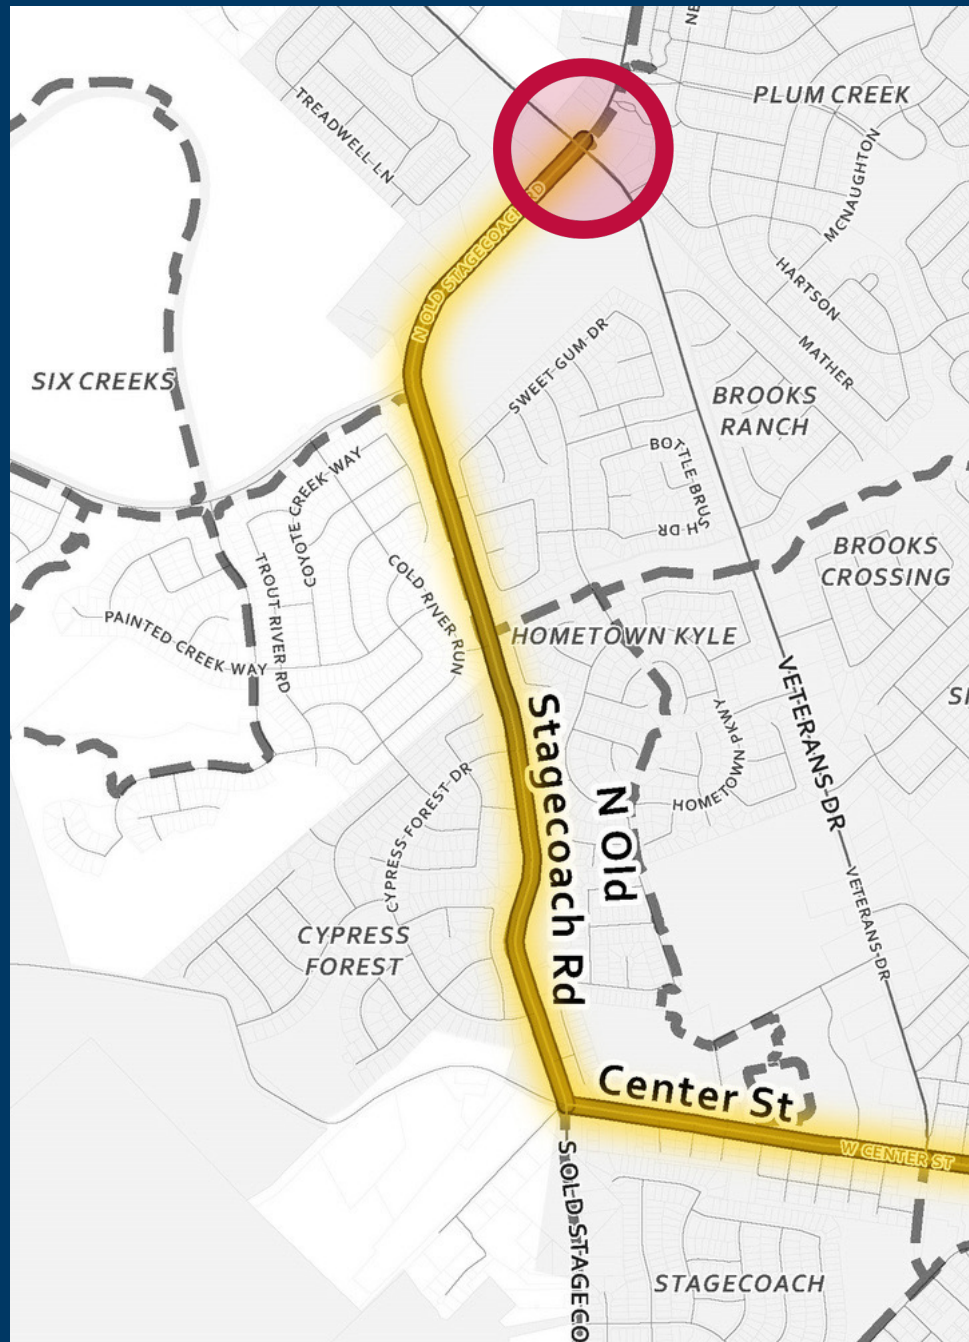 NE
PLUM CREEK
TREADWELL LN
MCNAUGHTON
N OLD STAGECOACH RD
HARTSON
SWEET GUM DR
MATHER
SIX CREEKS
BROOKS
RANCH
BOTTLE BRUSH DR
COYOTE CREEK WAY
BROOKS
CROSSING
TROUT RIVER RD
COLD RIVER RUN
PAINTED CREEK WAY
HOMETOWN KYLE
VETERANS DR
Stagecoach Rd
N Old
HOMETOWN PKWY
CYPRESS FOREST DR
VETERANS-DR
CYPRESS
FOREST
Center St
W CENTER ST
S OLD STAGECO
STAGECOACH